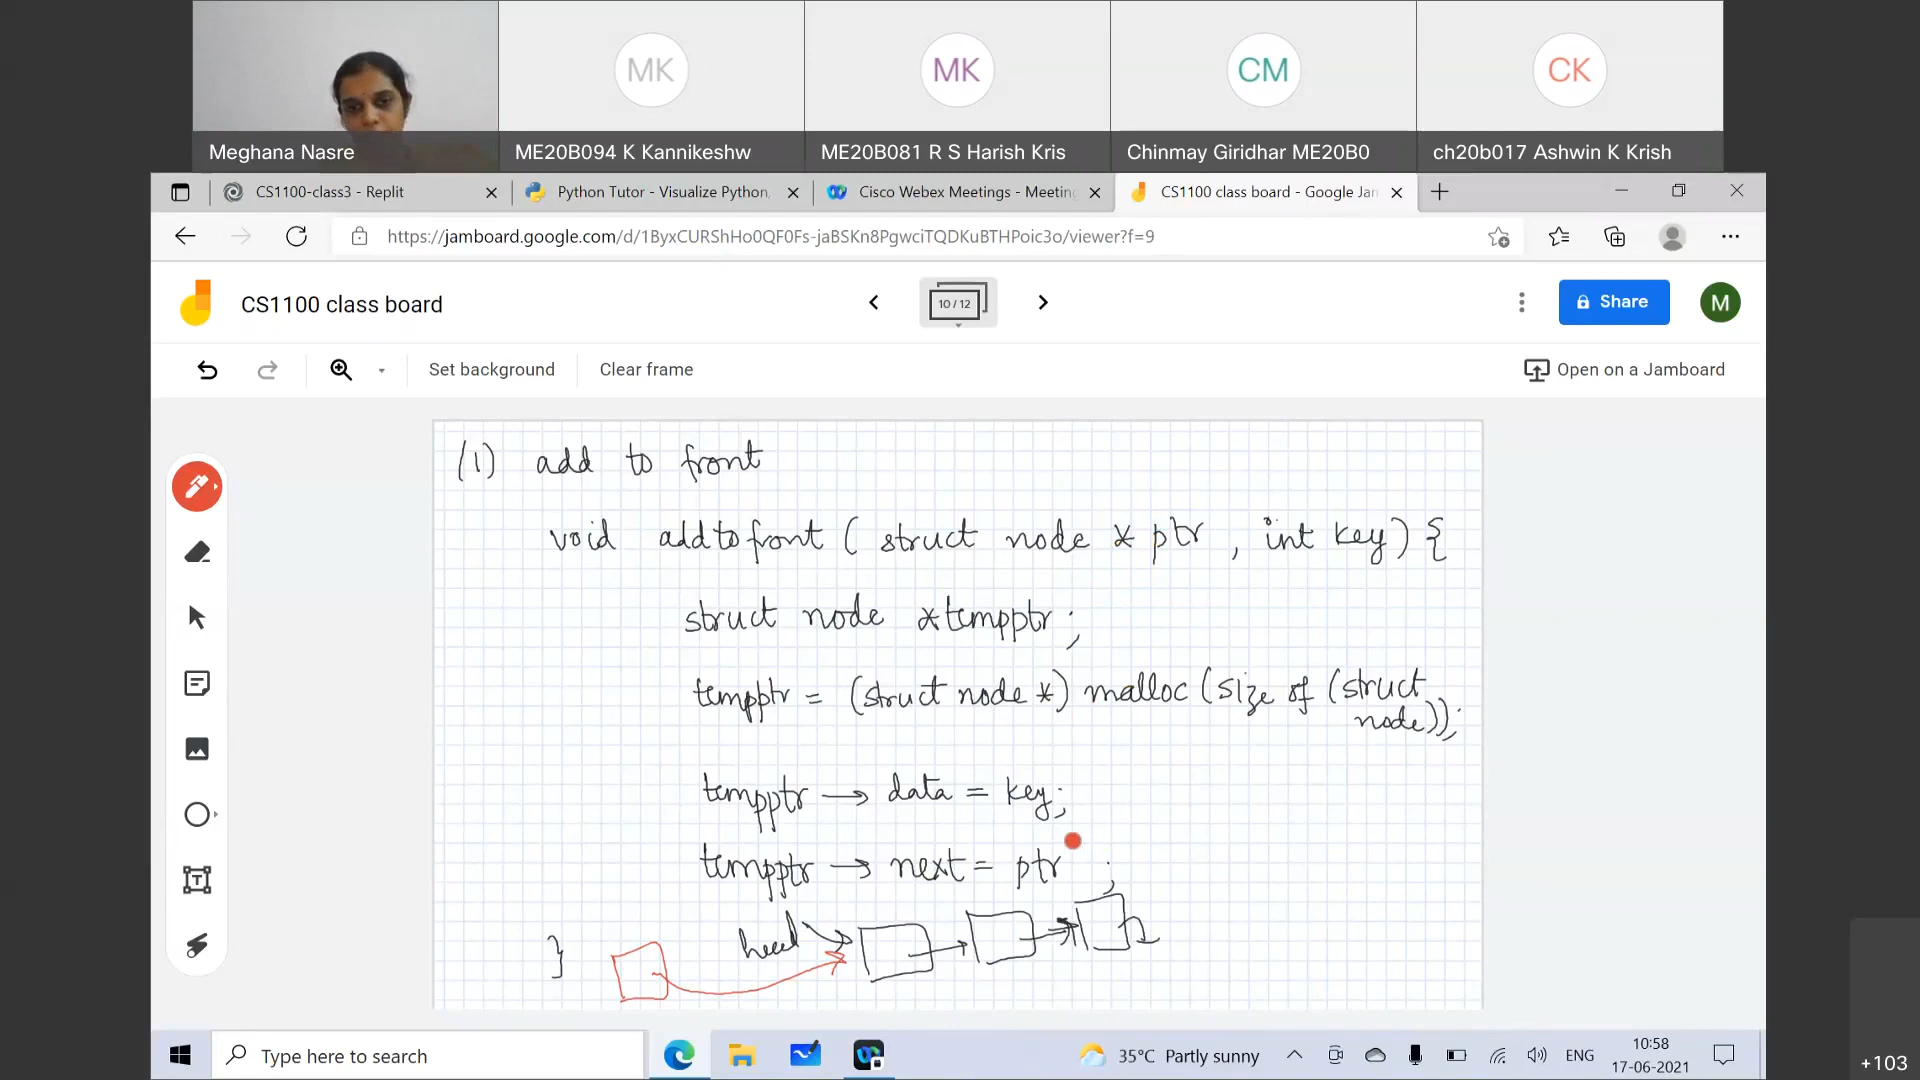 MK
MK
CM
CK
Meghana Nasre
ME20B094 K Kannikeshw
ME20B081 R S Harish Kris
Chinmay Giridhar ME20B0
ch20b017 Ashwin K Krish
CS1100-class3 - Replit
Python Tutor - Visualize Python,
Cisco Webex Meetings - Meeting
CS1100 class board - Google Jan
https://jamboard.google.com/d/1ByxCURShHo0QF0Fs-jaBSKn8PgwciTQDKuBTHPoic3o/viewer?f=9
CS1100 class board
10 / 12
Share
M
Set background
Clear frame
Open on a Jamboard
(1) add to front
void addtofront ( struct node * ptr , int key) {
struct node *tempptr ;
tempptr = (struct node *) malloc (size of (struct
node));
tempptr → data = key;
tempptr → next = ptr ;
head
}
Type here to search
35°C Partly sunny
ENG
10:58
17-06-2021
+103